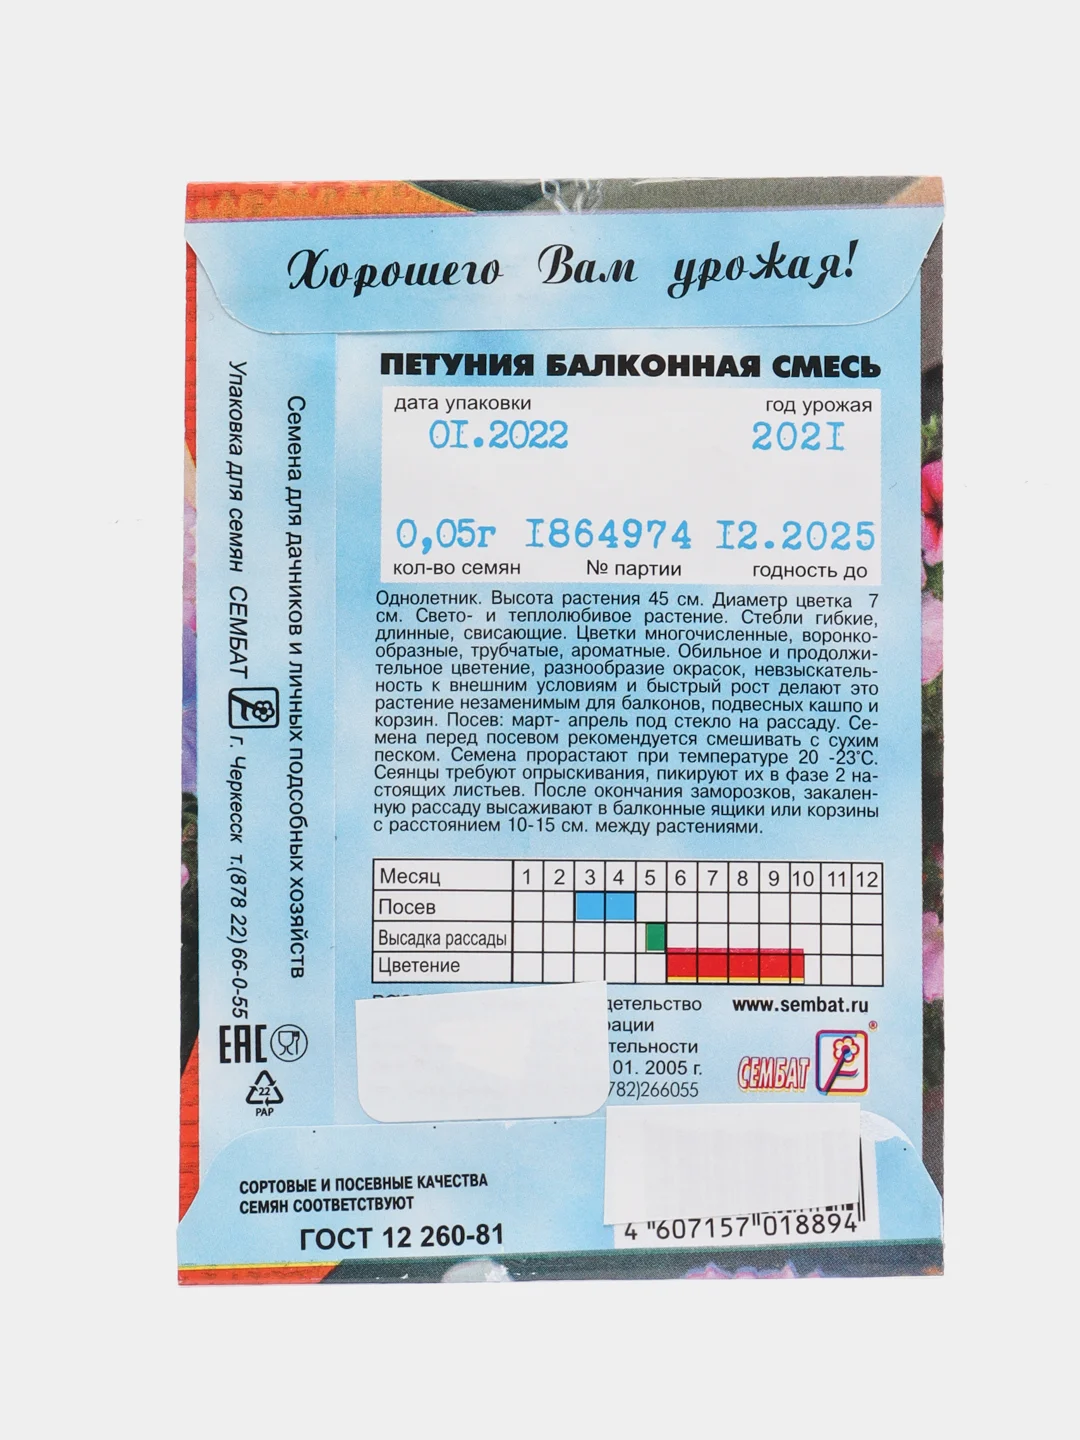 Хорошего Вам урожая!
ПЕТУНИЯ БАЛКОННАЯ СМЕСЬ
дата упаковки год урожая
01.2022 2021
0,05г 1864974 12.2025
кол-во семян № партии годность до
Однолетник. Высота растения 45 см. Диаметр цветка 7
см. Свето- и теплолюбивое растение. Стебли гибкие,
длинные, свисающие. Цветки многочисленные, воронко-
образные, трубчатые, ароматные. Обильное и продолжи-
тельное цветение, разнообразие окрасок, невзыскатель-
ность к внешним условиям и быстрый рост делают это
растение незаменимым для балконов, подвесных кашпо и
корзин. Посев: март- апрель под стекло на рассаду. Се-
мена перед посевом рекомендуется смешивать с сухим
песком. Семена прорастают при температуре 20 -23°С.
Сеянцы требуют опрыскивания, пикируют их в фазе 2 на-
стоящих листьев. После окончания заморозков, закален-
ную рассаду высаживают в балконные ящики или корзины
с расстоянием 10-15 см. между растениями.
Месяц 1 2 3 4 5 6 7 8 9 10 11 12
Посев
Высадка рассады
Цветение
детельство www.sembat.ru
рации
тельности
01. 2005 г.
782)266055
СЕМБАТ ®
Семена для дачников и личных подсобных хозяйств
Упаковка для семян СЕМБАТ г. Черкесск т.(878 22) 66-0-55
EAC
22
PAP
СОРТОВЫЕ И ПОСЕВНЫЕ КАЧЕСТВА
СЕМЯН СООТВЕТСТВУЮТ
ГОСТ 12 260-81
4 607157 018894